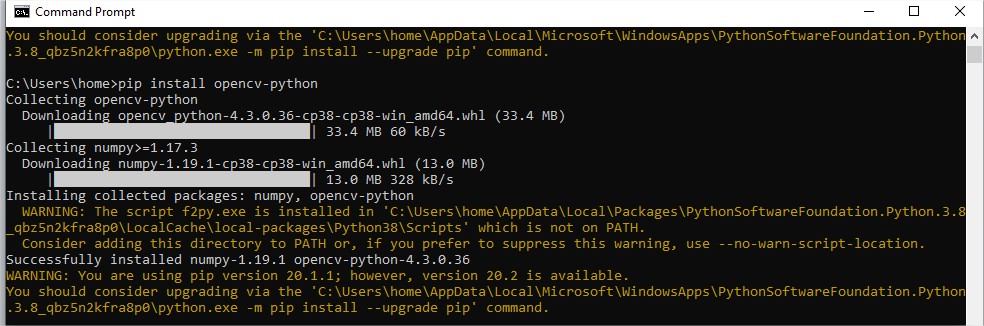 Command Prompt
You should consider upgrading via the 'C:\Users\home\AppData\Local\Microsoft\WindowsApps\PythonSoftwareFoundation.Python
.3.8_qbz5n2kfra8p0\python.exe -m pip install --upgrade pip' command.
C:\Users\home>pip install opencv-python
Collecting opencv-python
Downloading opencv_python-4.3.0.36-cp38-cp38-win_amd64.whl (33.4 MB)
|████████████████████████████████| 33.4 MB 60 kB/s
Collecting numpy>=1.17.3
Downloading numpy-1.19.1-cp38-cp38-win_amd64.whl (13.0 MB)
|████████████████████████████████| 13.0 MB 328 kB/s
Installing collected packages: numpy, opencv-python
WARNING: The script f2py.exe is installed in 'C:\Users\home\AppData\Local\Packages\PythonSoftwareFoundation.Python.3.8
_qbz5n2kfra8p0\LocalCache\local-packages\Python38\Scripts' which is not on PATH.
Consider adding this directory to PATH or, if you prefer to suppress this warning, use --no-warn-script-location.
Successfully installed numpy-1.19.1 opencv-python-4.3.0.36
WARNING: You are using pip version 20.1.1; however, version 20.2 is available.
You should consider upgrading via the 'C:\Users\home\AppData\Local\Microsoft\WindowsApps\PythonSoftwareFoundation.Python
.3.8_qbz5n2kfra8p0\python.exe -m pip install --upgrade pip' command.